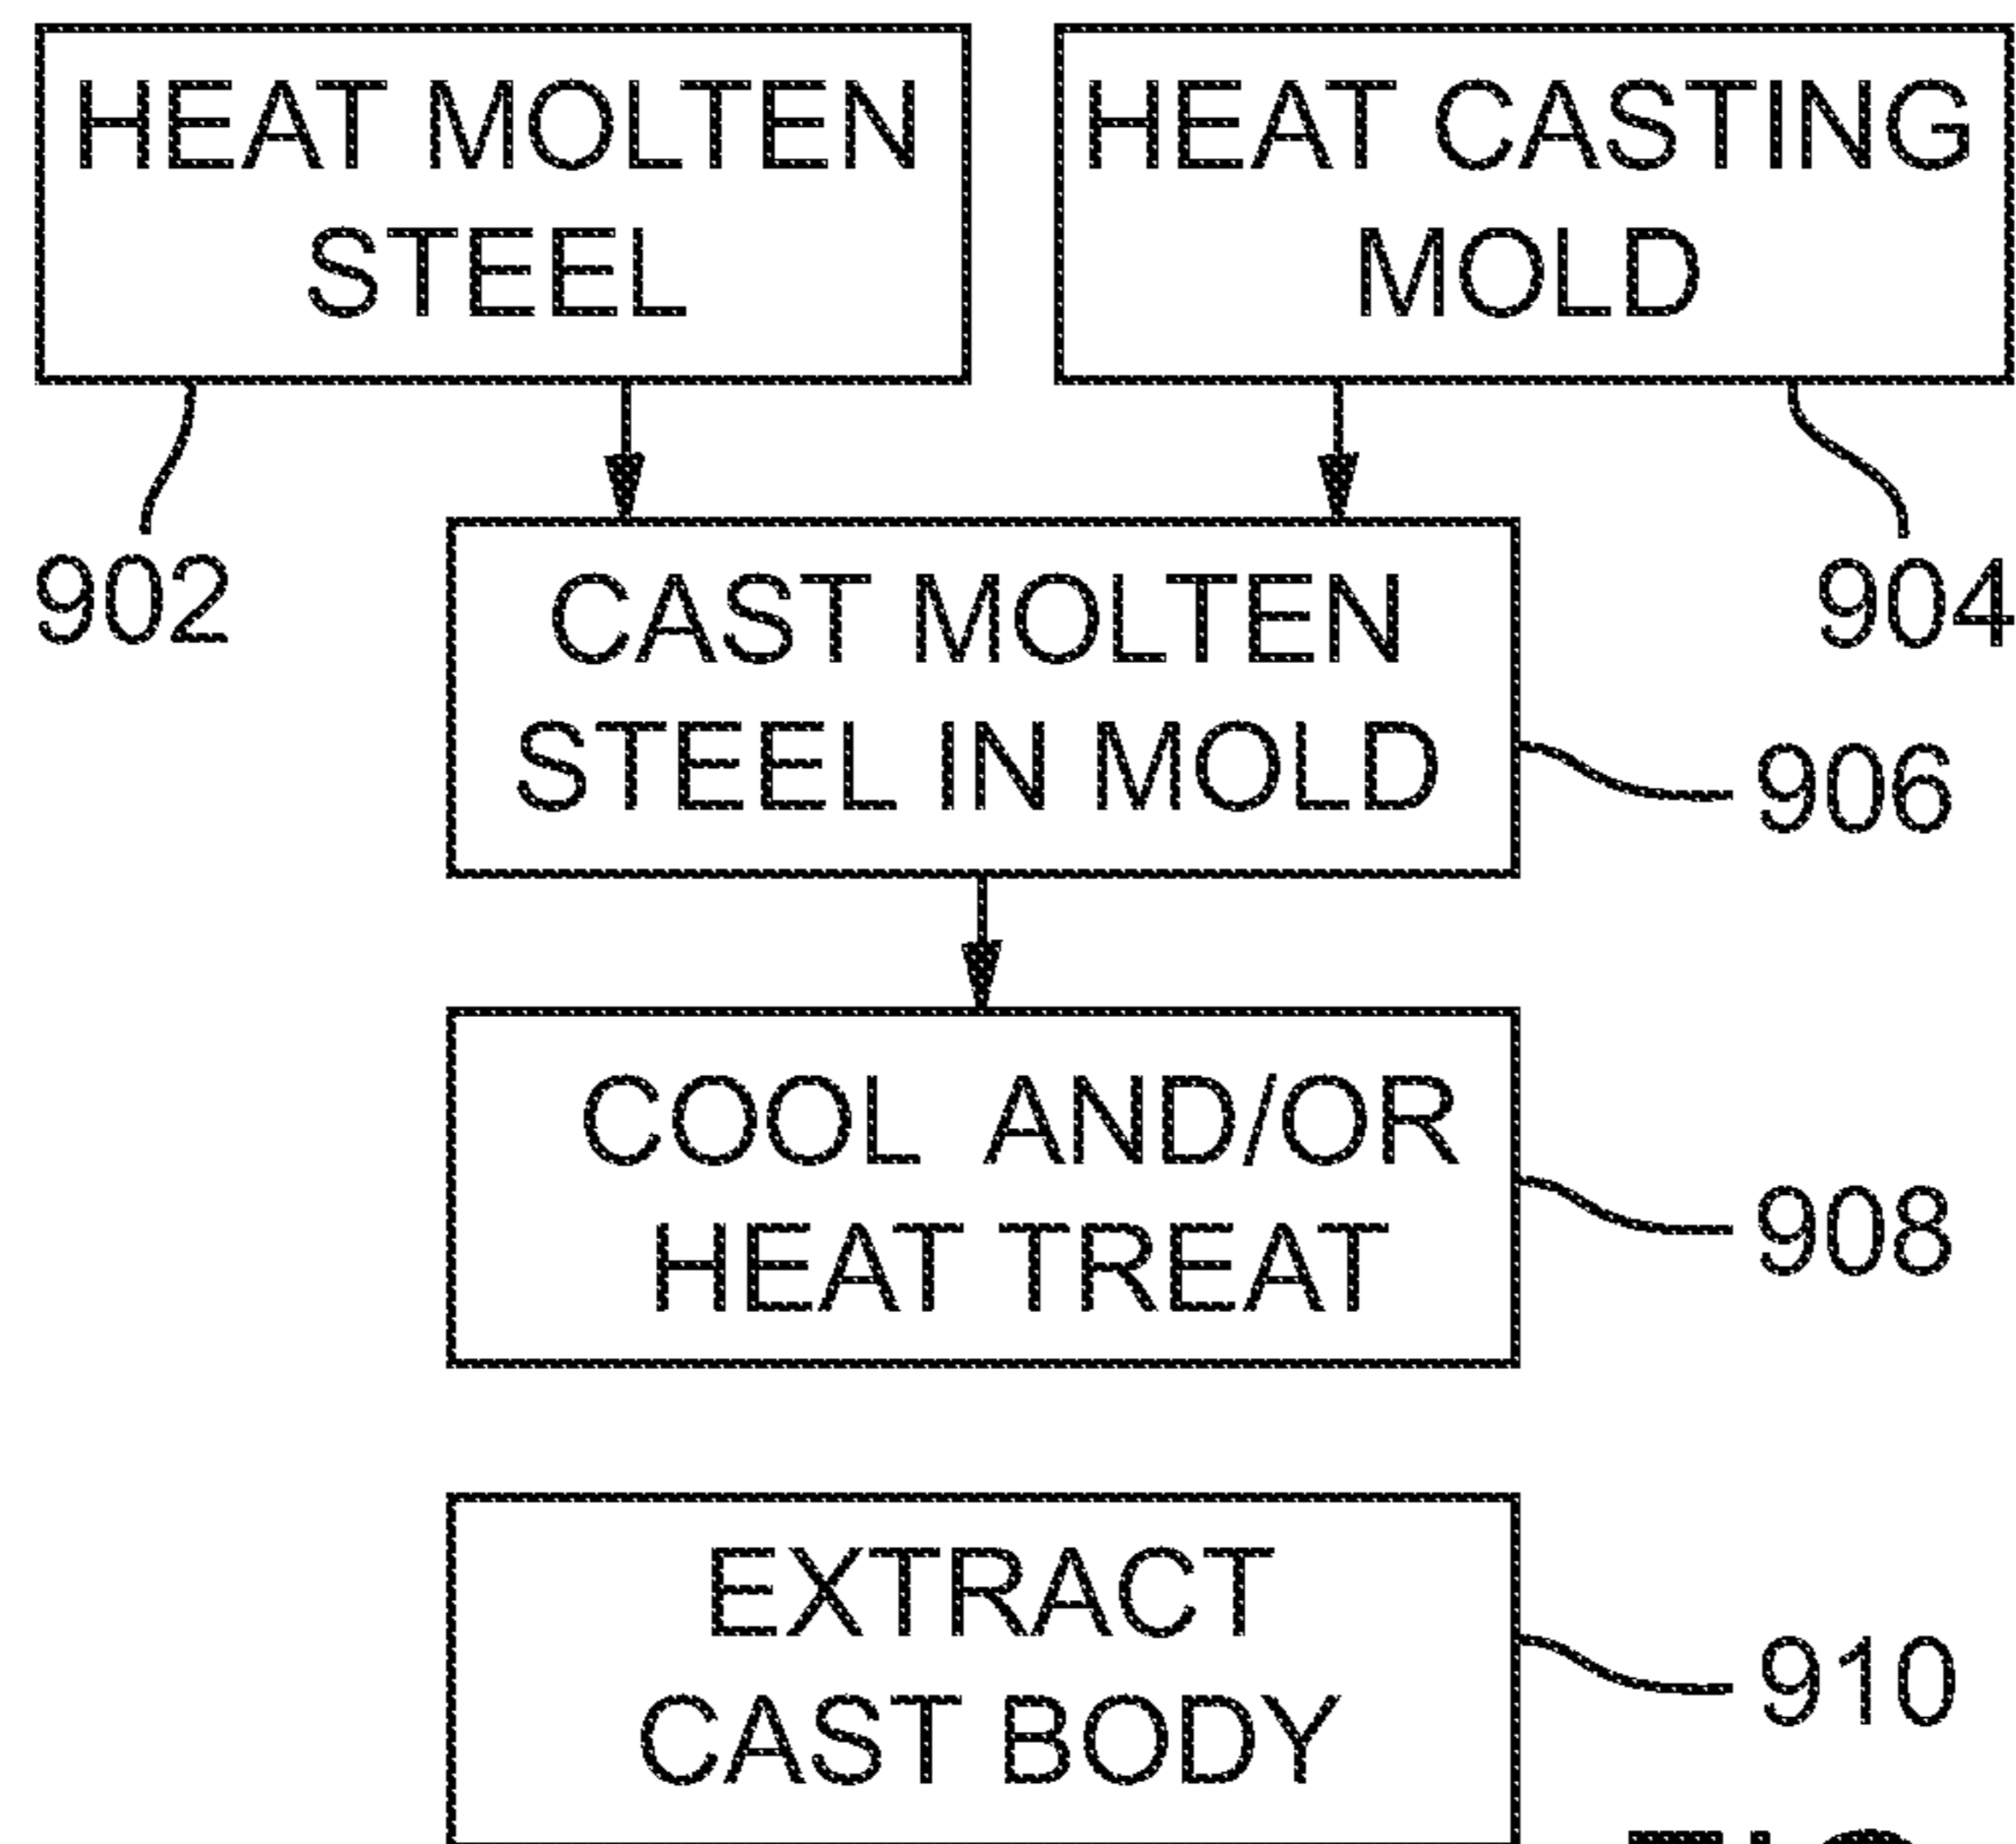 HEAT MOLTEN
STEEL
HEAT CASTING
MOLD
902
904
CAST MOLTEN
STEEL IN MOLD
906
COOL AND/OR
HEAT TREAT
908
EXTRACT
CAST BODY
910